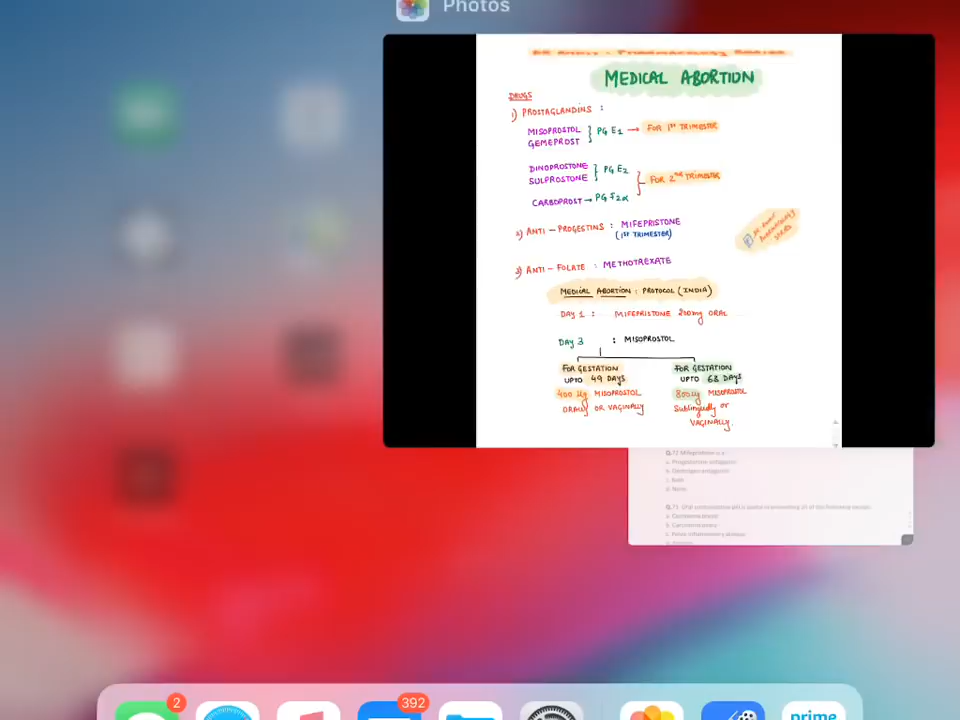 Photos
MEDICAL ABORTION
DRUGS
1) PROSTAGLANDINS :
MISOPROSTOL
GEMEPROST
} PG E1 → FOR 1ST TRIMESTER
DINOPROSTONE
SULPROSTONE
} PG E2
FOR 2ND TRIMESTER
CARBOPROST → PG F2α
2) ANTI - PROGESTINS : MIFEPRISTONE
(1ST TRIMESTER)
3) ANTI - FOLATE : METHOTREXATE
MEDICAL ABORTION : PROTOCOL (INDIA)
DAY 1 : MIFEPRISTONE 200mg ORAL
DAY 3 : MISOPROSTOL
FOR GESTATION
UPTO 49 DAYS
400 µg MISOPROSTOL
ORALLY OR VAGINALLY
FOR GESTATION
UPTO 63 DAYS
800µg MISOPROSTOL
Sublingually or
VAGINALLY.
Q.72 Mifepristone is a
a. Progesterone antagonist
b. Oestrogen antagonist
c. Both
d. None
2
392
prime